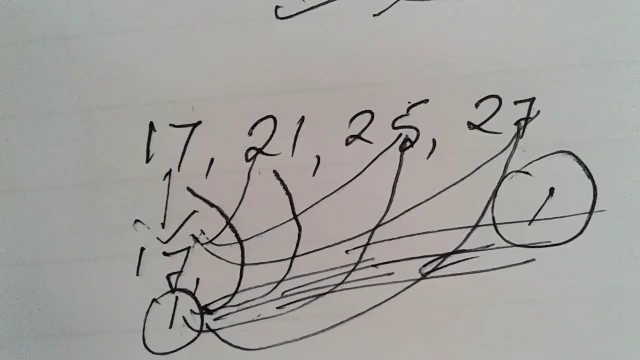 17, 21, 25, 27
1
17,
1